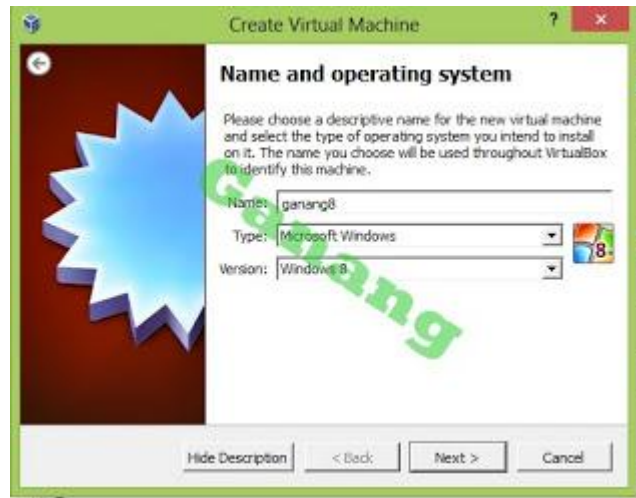 Create Virtual Machine
?
Name and operating system
Please choose a descriptive name for the new virtual machine
and select the type of operating system you intend to install
on it. The name you choose will be used throughout VirtualBox
to identify this machine.
Name: ganang8
Type: Microsoft Windows
8
Version: Windows 8
Ganang
Hide Description < Back Next > Cancel